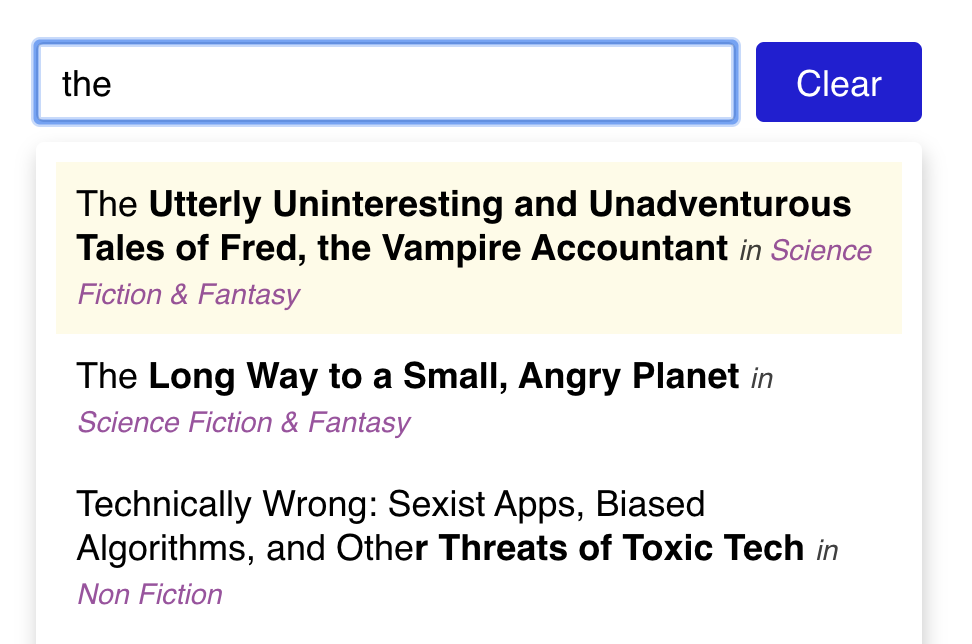 the
Clear
The Utterly Uninteresting and Unadventurous
Tales of Fred, the Vampire Accountant in Science
Fiction & Fantasy
The Long Way to a Small, Angry Planet in
Science Fiction & Fantasy
Technically Wrong: Sexist Apps, Biased
Algorithms, and Other Threats of Toxic Tech in
Non Fiction